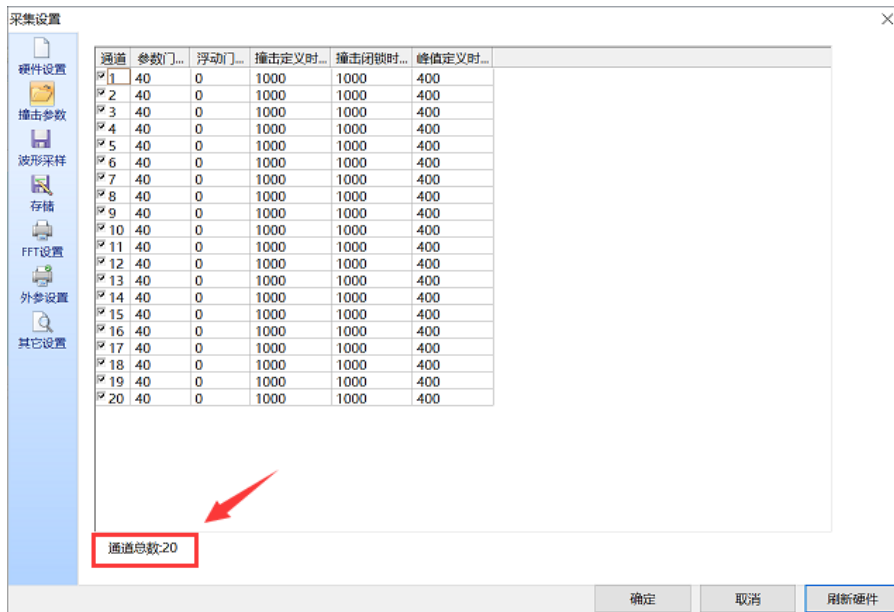 采集设置
硬件设置
撞击参数
波形采样
存储
FFT设置
外参设置
其它设置
通道 参数门... 浮动门... 撞击定义时... 撞击闭锁时... 峰值定义时...
1 40 0 1000 1000 400
2 40 0 1000 1000 400
3 40 0 1000 1000 400
4 40 0 1000 1000 400
5 40 0 1000 1000 400
6 40 0 1000 1000 400
7 40 0 1000 1000 400
8 40 0 1000 1000 400
9 40 0 1000 1000 400
10 40 0 1000 1000 400
11 40 0 1000 1000 400
12 40 0 1000 1000 400
13 40 0 1000 1000 400
14 40 0 1000 1000 400
15 40 0 1000 1000 400
16 40 0 1000 1000 400
17 40 0 1000 1000 400
18 40 0 1000 1000 400
19 40 0 1000 1000 400
20 40 0 1000 1000 400
通道总数:20
确定 取消 刷新硬件